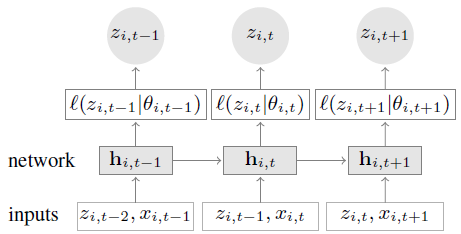 z_{i,t−1} z_{i,t} z_{i,t+1}
ℓ(z_{i,t−1}|θ_{i,t−1}) ℓ(z_{i,t}|θ_{i,t}) ℓ(z_{i,t+1}|θ_{i,t+1})
network h_{i,t−1} h_{i,t} h_{i,t+1}
inputs z_{i,t−2}, x_{i,t−1} z_{i,t−1}, x_{i,t} z_{i,t}, x_{i,t+1}